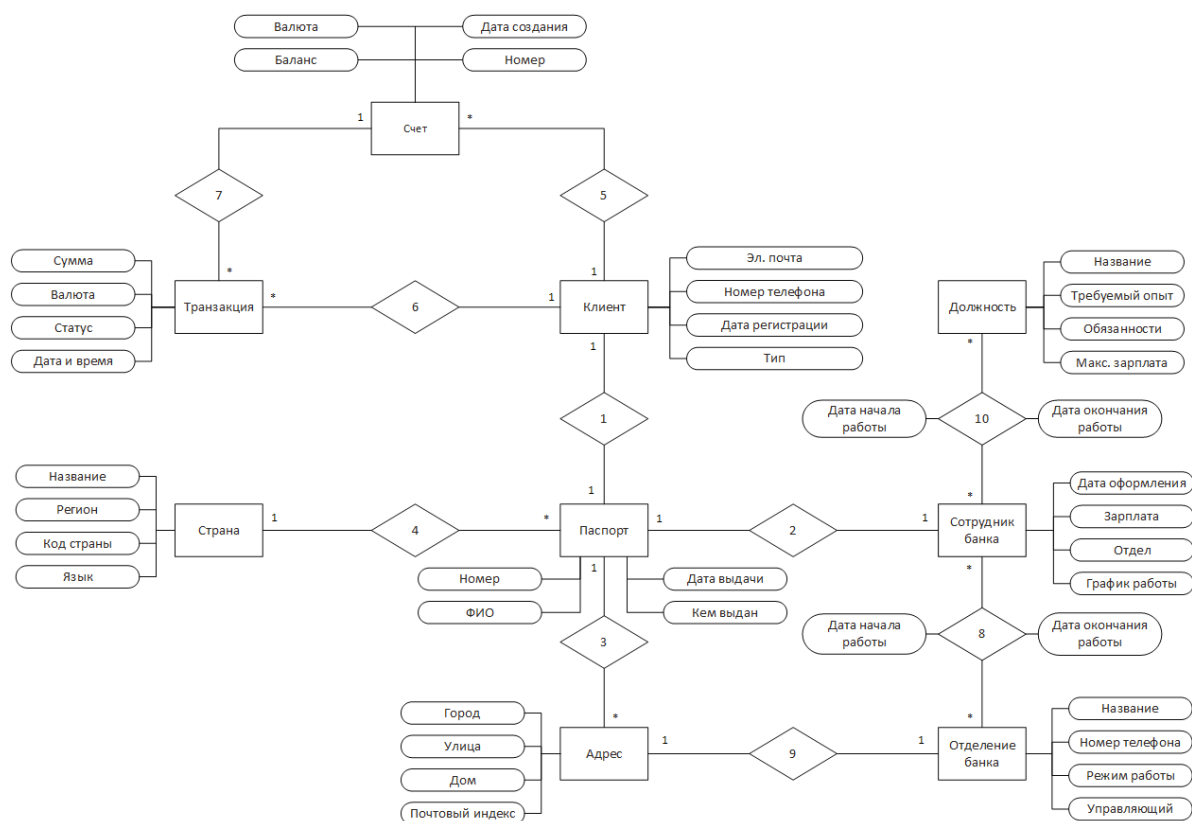 Валюта
Дата создания
Баланс
Номер
1
Счет
*
7
5
Сумма
Валюта
Статус
Дата и время
*
Транзакция
*
6
1
1
Клиент
1
Эл. почта
Номер телефона
Дата регистрации
Тип
Должность
*
Название
Требуемый опыт
Обязанности
Макс. зарплата
1
Дата начала
работы
10
Дата окончания
работы
Название
Регион
Код страны
Язык
Страна
1
4
*
1
Паспорт
1
1
2
1
*
Сотрудник
банка
*
Дата оформления
Зарплата
Отдел
График работы
Номер
ФИО
Дата выдачи
Кем выдан
3
Дата начала
работы
8
Дата окончания
работы
Город
Улица
Дом
Почтовый индекс
*
Адрес
1
9
1
*
Отделение
банка
Название
Номер телефона
Режим работы
Управляющий